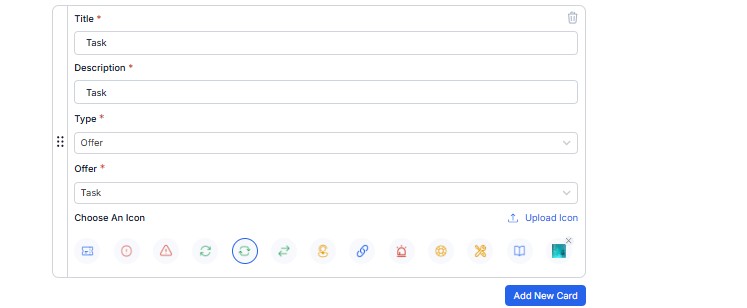 Title *
Task
Description *
Task
Type *
Offer
Offer *
Task
Choose An Icon
Upload Icon
Add New Card